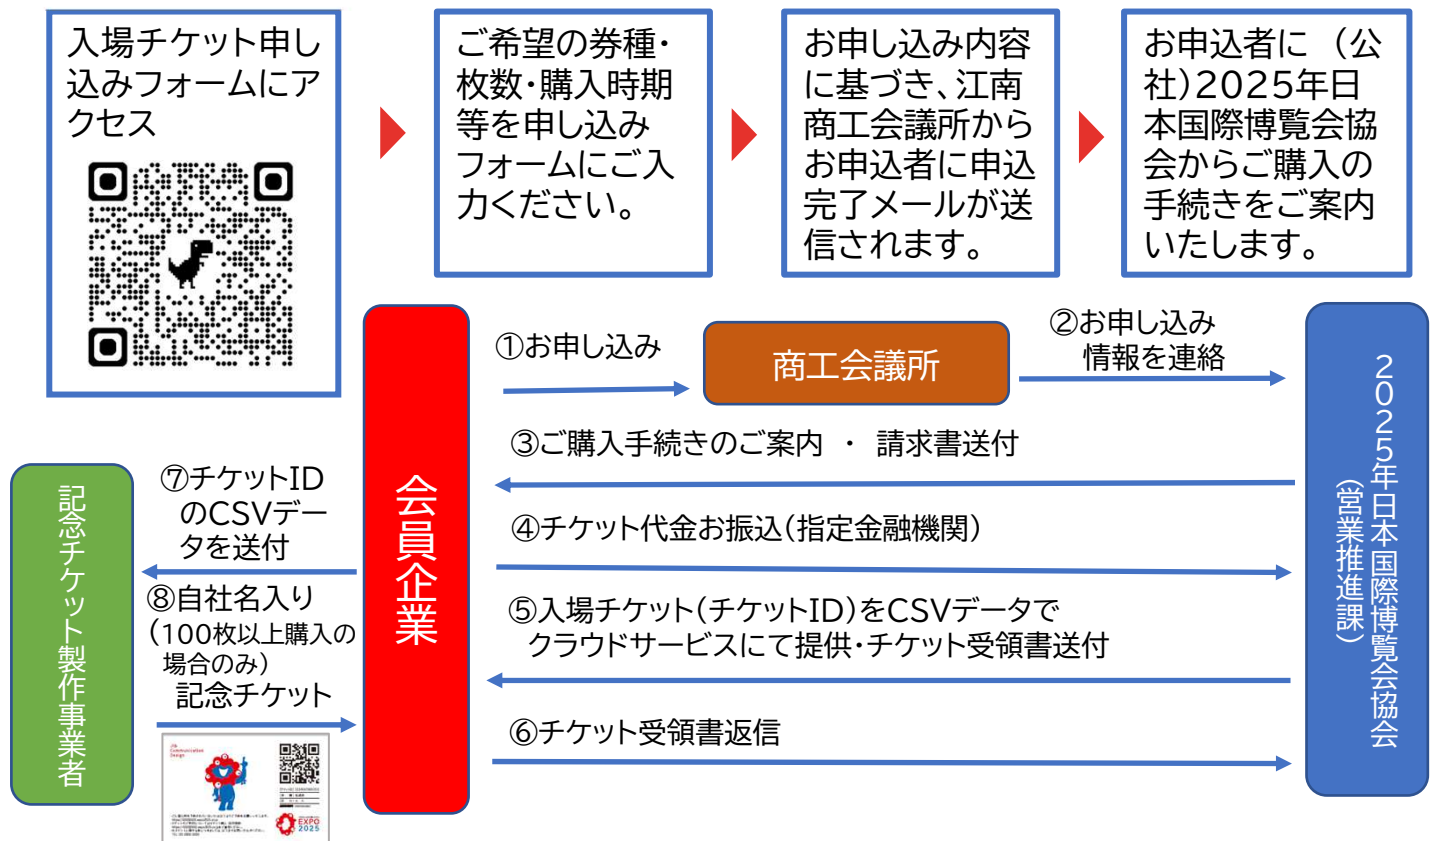 入場チケット申し
込みフォームにア
クセス
ご希望の券種・
枚数・購入時期
等を申し込み
フォームにご入
力ください。
お申し込み内容
に基づき、江南
商工会議所から
お申込者に申込
完了メールが送
信されます。
お申込者に (公
社)2025年日
本国際博覧会協
会からご購入の
手続きをご案内
いたします。
①お申し込み
商工会議所
②お申し込み
情報を連絡
③ご購入手続きのご案内 ・ 請求書送付
④チケット代金お振込(指定金融機関)
⑤入場チケット(チケットID)をCSVデータで
クラウドサービスにて提供・チケット受領書送付
⑥チケット受領書返信
会員企業
2025年日本国際博覧会協会
(営業推進課)
⑦チケットID
のCSVデー
タを送付
⑧自社名入り
(100枚以上購入の
場合のみ)
記念チケット
記念チケット製作事業者
EXPO
2025